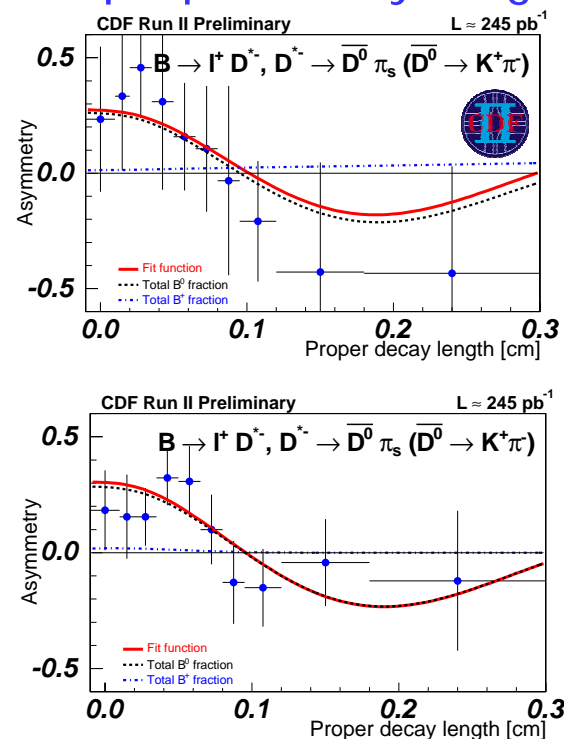 CDF Run II Preliminary L ≈ 245 pb⁻¹
B → l⁺ D*⁻, D*⁻ → D̅⁰ πₛ (D̅⁰ → K⁺π⁻)
CDF
II
Asymmetry
0.5
0.0
-0.5
Fit function
Total B⁰ fraction
Total B⁺ fraction
0.0 0.1 0.2 0.3
Proper decay length [cm]
CDF Run II Preliminary L ≈ 245 pb⁻¹
B → l⁺ D*⁻, D*⁻ → D̅⁰ πₛ (D̅⁰ → K⁺π⁻)
Asymmetry
0.5
0.0
-0.5
Fit function
Total B⁰ fraction
Total B⁺ fraction
0.0 0.1 0.2 0.3
Proper decay length [cm]